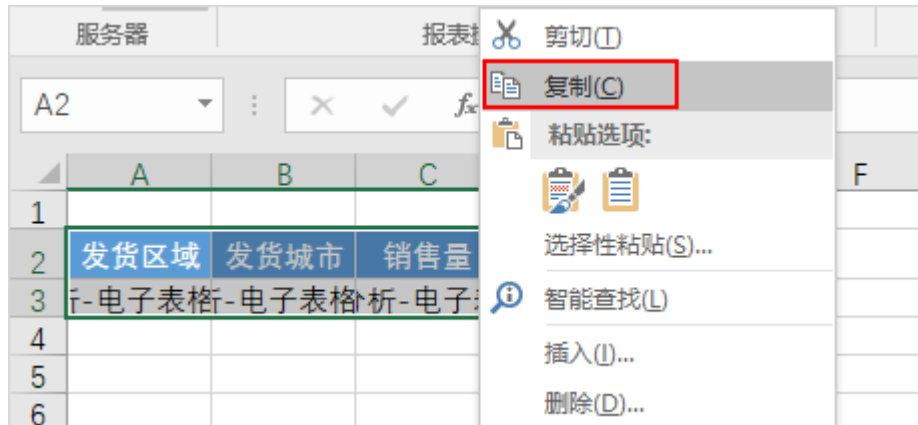 服务器 报表
剪切(T)
复制(C)
A2 fx
粘贴选项:
A B C F
1
2 发货区域 发货城市 销售量
选择性粘贴(S)...
3 -电子表格 -电子表格 析-电子
智能查找(L)
4
插入(I)...
5
删除(D)...
6